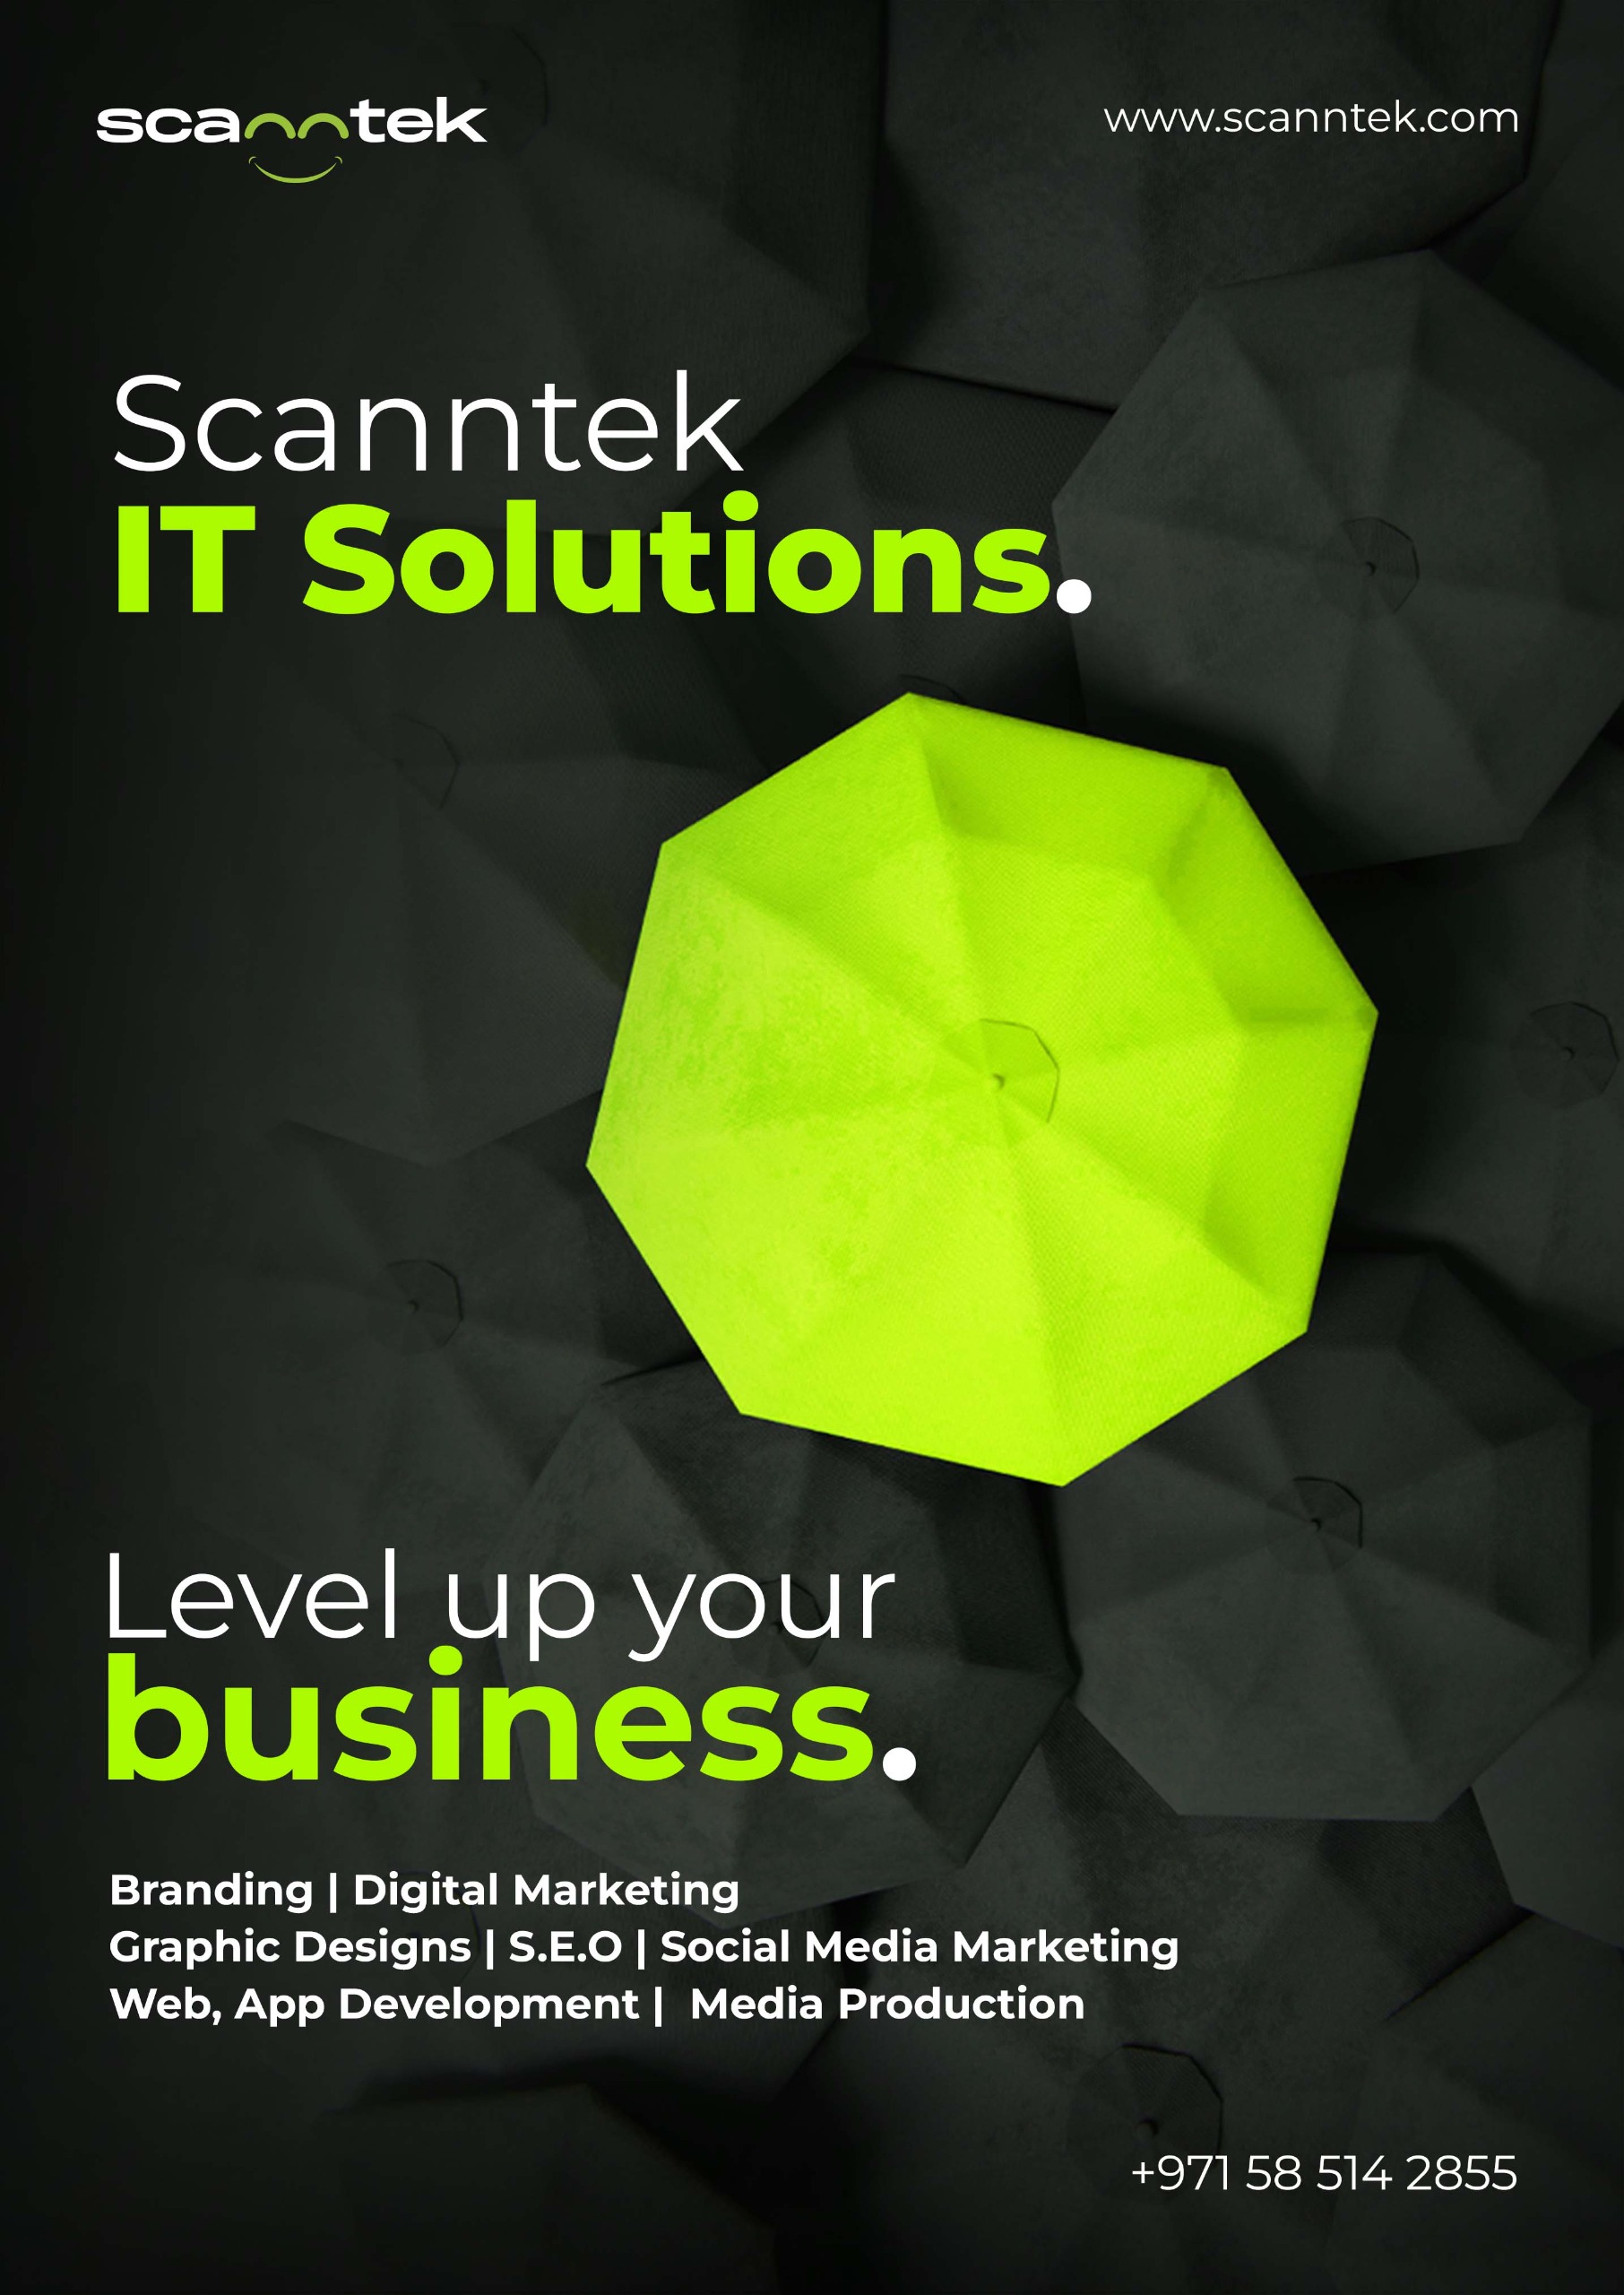 scanntek
www.scanntek.com
Scanntek
IT Solutions.
Level up your
business.
Branding | Digital Marketing
Graphic Designs | S.E.O | Social Media Marketing
Web, App Development |  Media Production
+971 58 514 2855